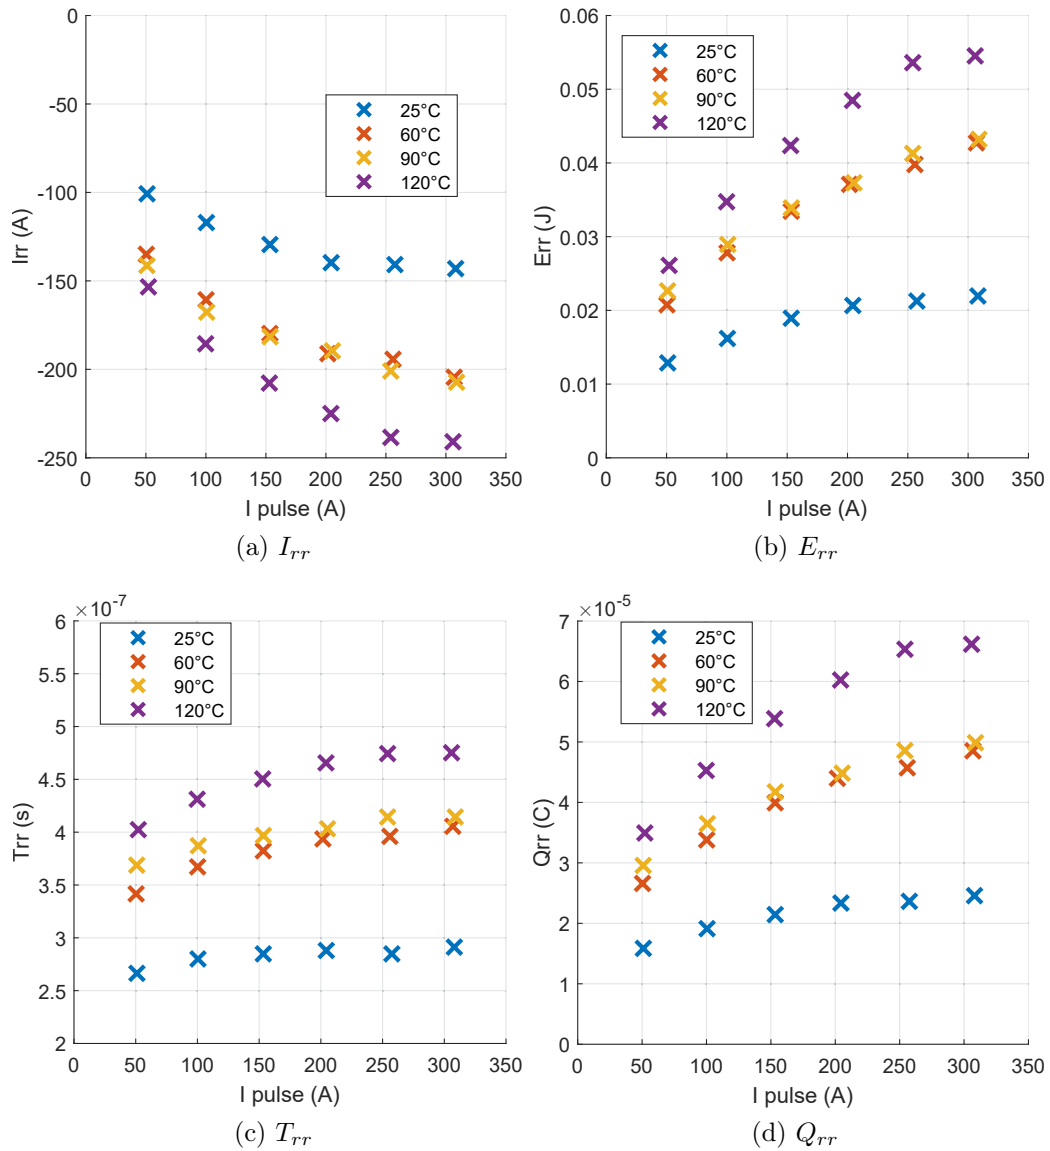 0
-50
-100
-150
-200
-250
Irr (A)
25°C
60°C
90°C
120°C
0 50 100 150 200 250 300 350
I pulse (A)
(a) Irr
0.06
0.05
0.04
0.03
0.02
0.01
0
Err (J)
25°C
60°C
90°C
120°C
0 50 100 150 200 250 300 350
I pulse (A)
(b) Err
×10-7
6
5.5
5
4.5
4
3.5
3
2.5
2
Trr (s)
25°C
60°C
90°C
120°C
0 50 100 150 200 250 300 350
I pulse (A)
(c) Trr
×10-5
7
6
5
4
3
2
1
0
Qrr (C)
25°C
60°C
90°C
120°C
0 50 100 150 200 250 300 350
I pulse (A)
(d) Qrr